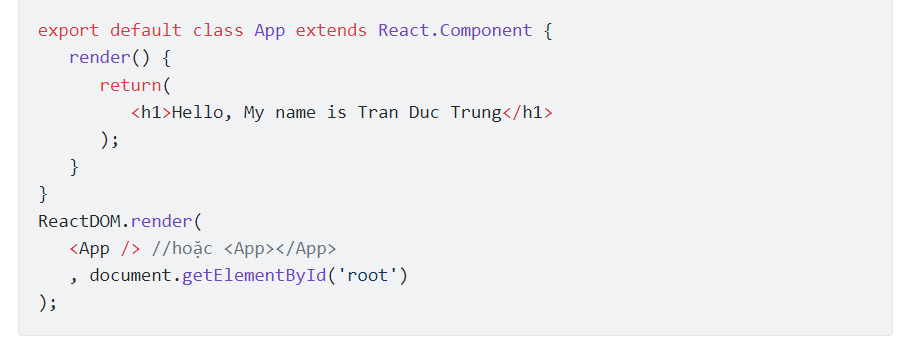 export default class App extends React.Component {
render() {
return(
<h1>Hello, My name is Tran Duc Trung</h1>
);
}
}
ReactDOM.render(
<App /> //hoặc <App></App>
, document.getElementById('root')
);